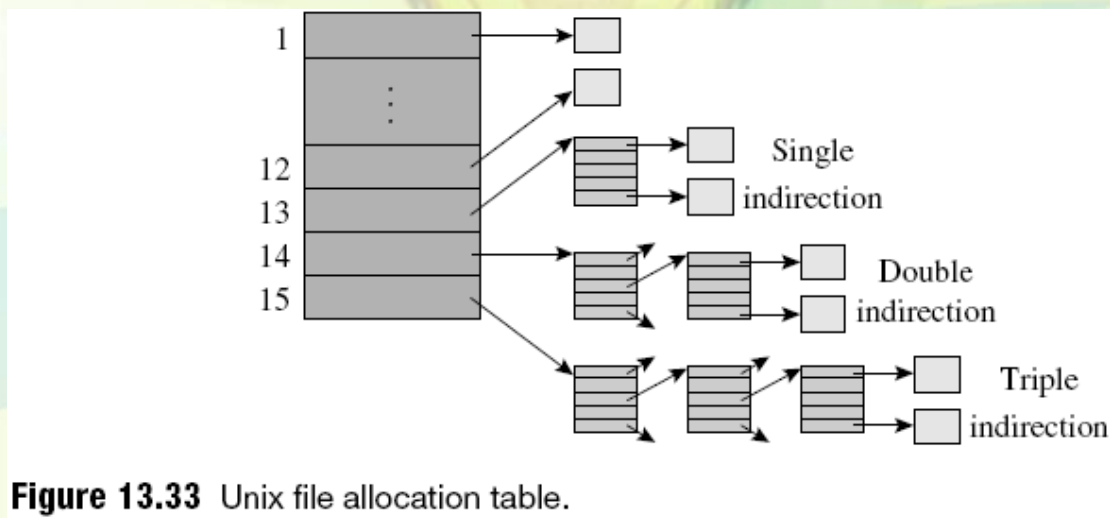 1
⋮
12
13
14
15
Single
indirection
Double
indirection
Triple
indirection
Figure 13.33 Unix file allocation table.